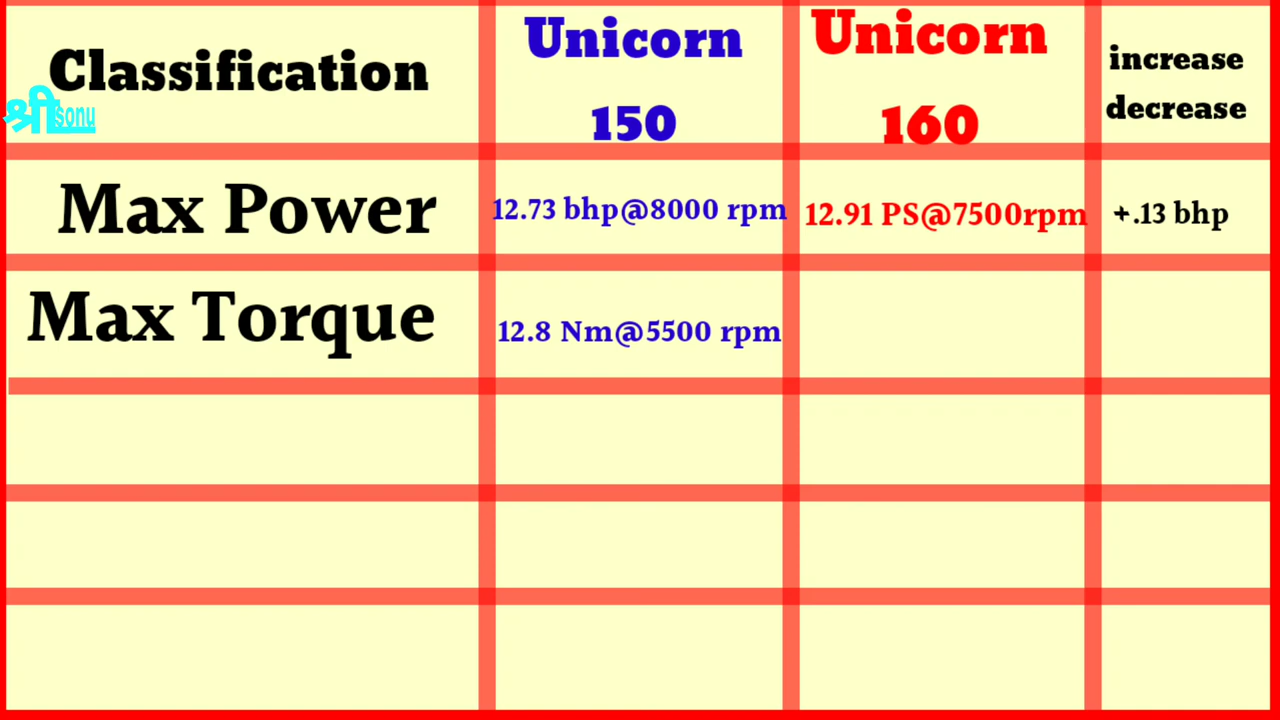 Classification
Unicorn
150
Unicorn
160
increase
decrease
श्री sonu
Max Power
12.73 bhp@8000 rpm
12.91 PS@7500rpm
+.13 bhp
Max Torque
12.8 Nm@5500 rpm